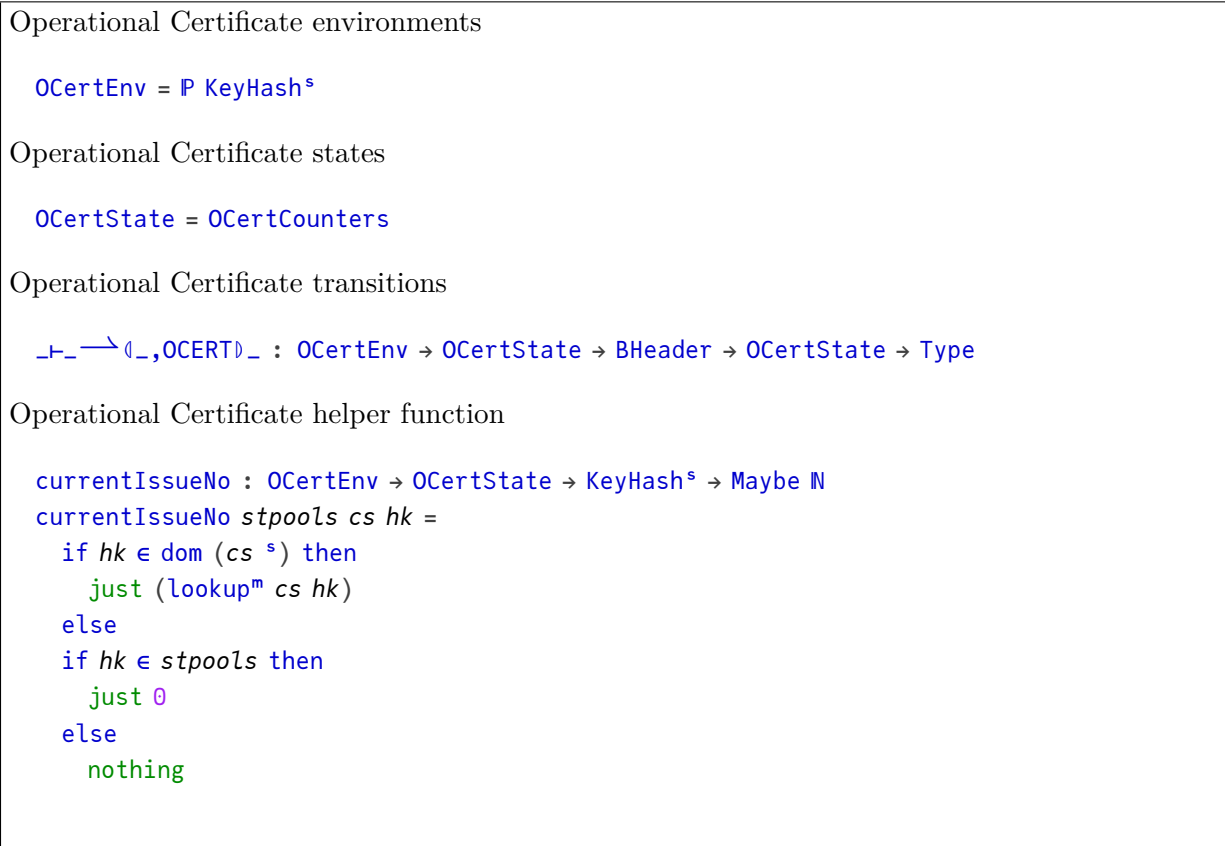 Operational Certificate environments
OCertEnv = ℙ KeyHashˢ
Operational Certificate states
OCertState = OCertCounters
Operational Certificate transitions
_⊢_⇀⦇_,OCERT⦈_ : OCertEnv → OCertState → BHeader → OCertState → Type
Operational Certificate helper function
currentIssueNo : OCertEnv → OCertState → KeyHashˢ → Maybe ℕ
currentIssueNo stpools cs hk =
if hk ∈ dom (cs ˢ) then
just (lookupᵐ cs hk)
else
if hk ∈ stpools then
just 0
else
nothing